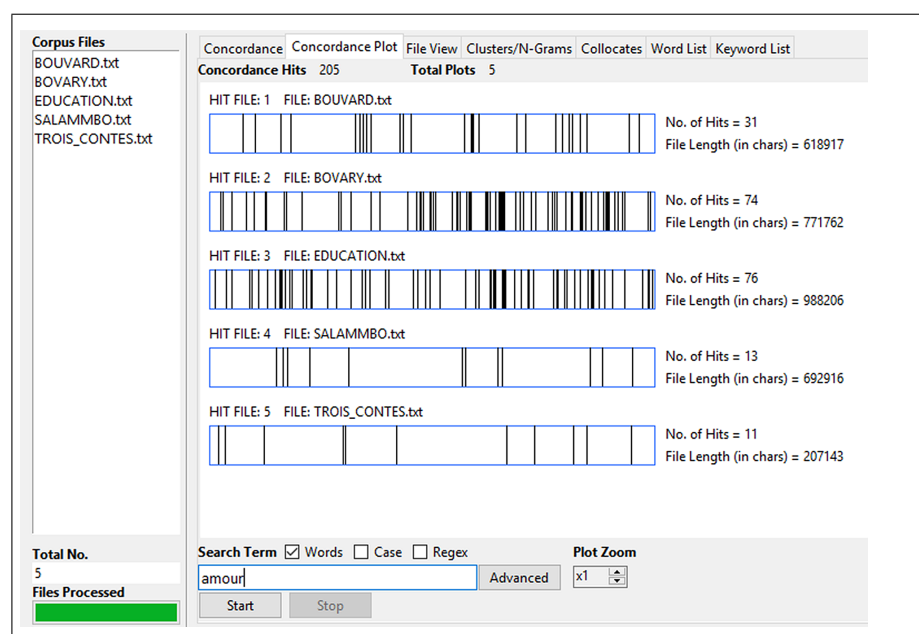 Corpus Files
BOUVARD.txt
BOVARY.txt
EDUCATION.txt
SALAMMBO.txt
TROIS_CONTES.txt
Total No.
5
Files Processed
Concordance Concordance Plot File View Clusters/N-Grams Collocates Word List Keyword List
Concordance Hits 205 Total Plots 5
HIT FILE: 1 FILE: BOUVARD.txt
No. of Hits = 31
File Length (in chars) = 618917
HIT FILE: 2 FILE: BOVARY.txt
No. of Hits = 74
File Length (in chars) = 771762
HIT FILE: 3 FILE: EDUCATION.txt
No. of Hits = 76
File Length (in chars) = 988206
HIT FILE: 4 FILE: SALAMMBO.txt
No. of Hits = 13
File Length (in chars) = 692916
HIT FILE: 5 FILE: TROIS_CONTES.txt
No. of Hits = 11
File Length (in chars) = 207143
Search Term Words Case Regex Plot Zoom
amour Advanced x1
Start Stop